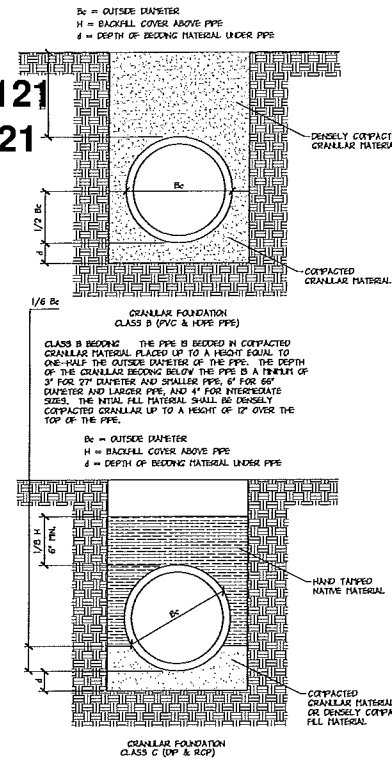 Bc = OUTSIDE DIAMETER
H = BACKFILL COVER ABOVE PIPE
d = DEPTH OF BEDDING MATERIAL UNDER PIPE
121
21
DENSELY COMPACTED
GRANULAR MATERIAL
Bc
1/2 Bc
d
COMPACTED
GRANULAR MATERIAL
1/6 Bc
GRANULAR FOUNDATION
CLASS B (PVC & HDPE PIPE)
CLASS B BEDDING THE PIPE IS BEDDED IN COMPACTED
GRANULAR MATERIAL PLACED UP TO A HEIGHT EQUAL TO
ONE-HALF THE OUTSIDE DIAMETER OF THE PIPE. THE DEPTH
OF THE GRANULAR BEDDING BELOW THE PIPE IS A MINIMUM OF
3" FOR 27" DIAMETER AND SMALLER PIPE, 6" FOR 66"
DIAMETER AND LARGER PIPE, AND 4" FOR INTERMEDIATE
SIZES. THE INITIAL FILL MATERIAL SHALL BE DENSELY
COMPACTED GRANULAR UP TO A HEIGHT OF 12" OVER THE
TOP OF THE PIPE.
Bc = OUTSIDE DIAMETER
H = BACKFILL COVER ABOVE PIPE
d = DEPTH OF BEDDING MATERIAL UNDER PIPE
1/8 H
6" MIN.
HAND TAMPED
NATIVE MATERIAL
Bc
d
COMPACTED
GRANULAR MATERIAL
OR DENSELY COMPA
FILL MATERIAL
GRANULAR FOUNDATION
CLASS C (DIP & RCP)